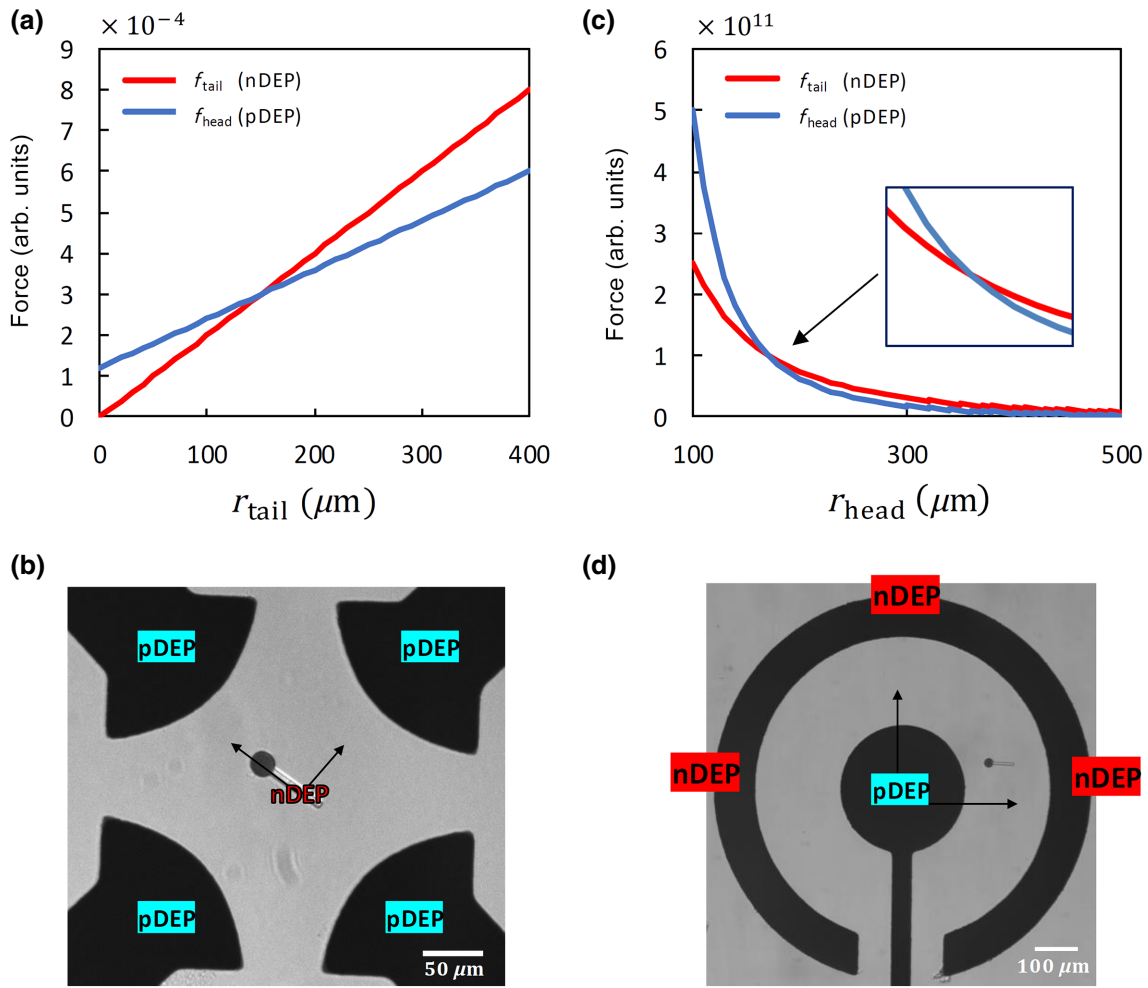 (a)
× 10⁻⁴
Force (arb. units)
9
8
7
6
5
4
3
2
1
0
f_tail (nDEP)
f_head (pDEP)
0 100 200 300 400
r_tail (μm)
(c)
× 10¹¹
Force (arb. units)
6
5
4
3
2
1
0
f_tail (nDEP)
f_head (pDEP)
100 300 500
r_head (μm)
(b)
pDEP pDEP
nDEP
pDEP pDEP
50 μm
(d)
nDEP
nDEP pDEP nDEP
100 μm